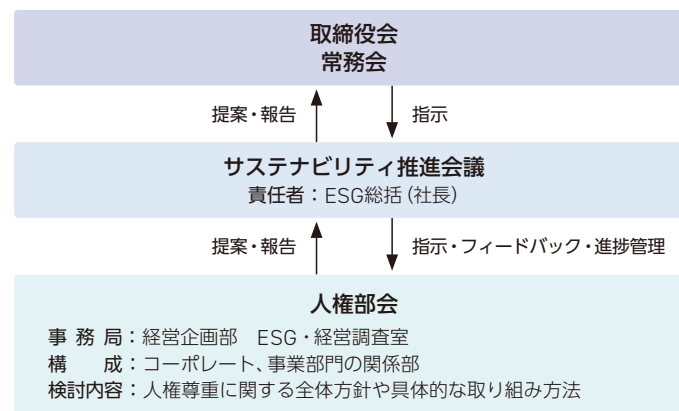 取締役会
常務会
提案・報告
指示
サステナビリティ推進会議
責任者：ESG総括（社長）
提案・報告
指示・フィードバック・進捗管理
人権部会
事務局：経営企画部　ESG・経営調査室
構　成：コーポレート、事業部門の関係部
検討内容：人権尊重に関する全体方針や具体的な取り組み方法